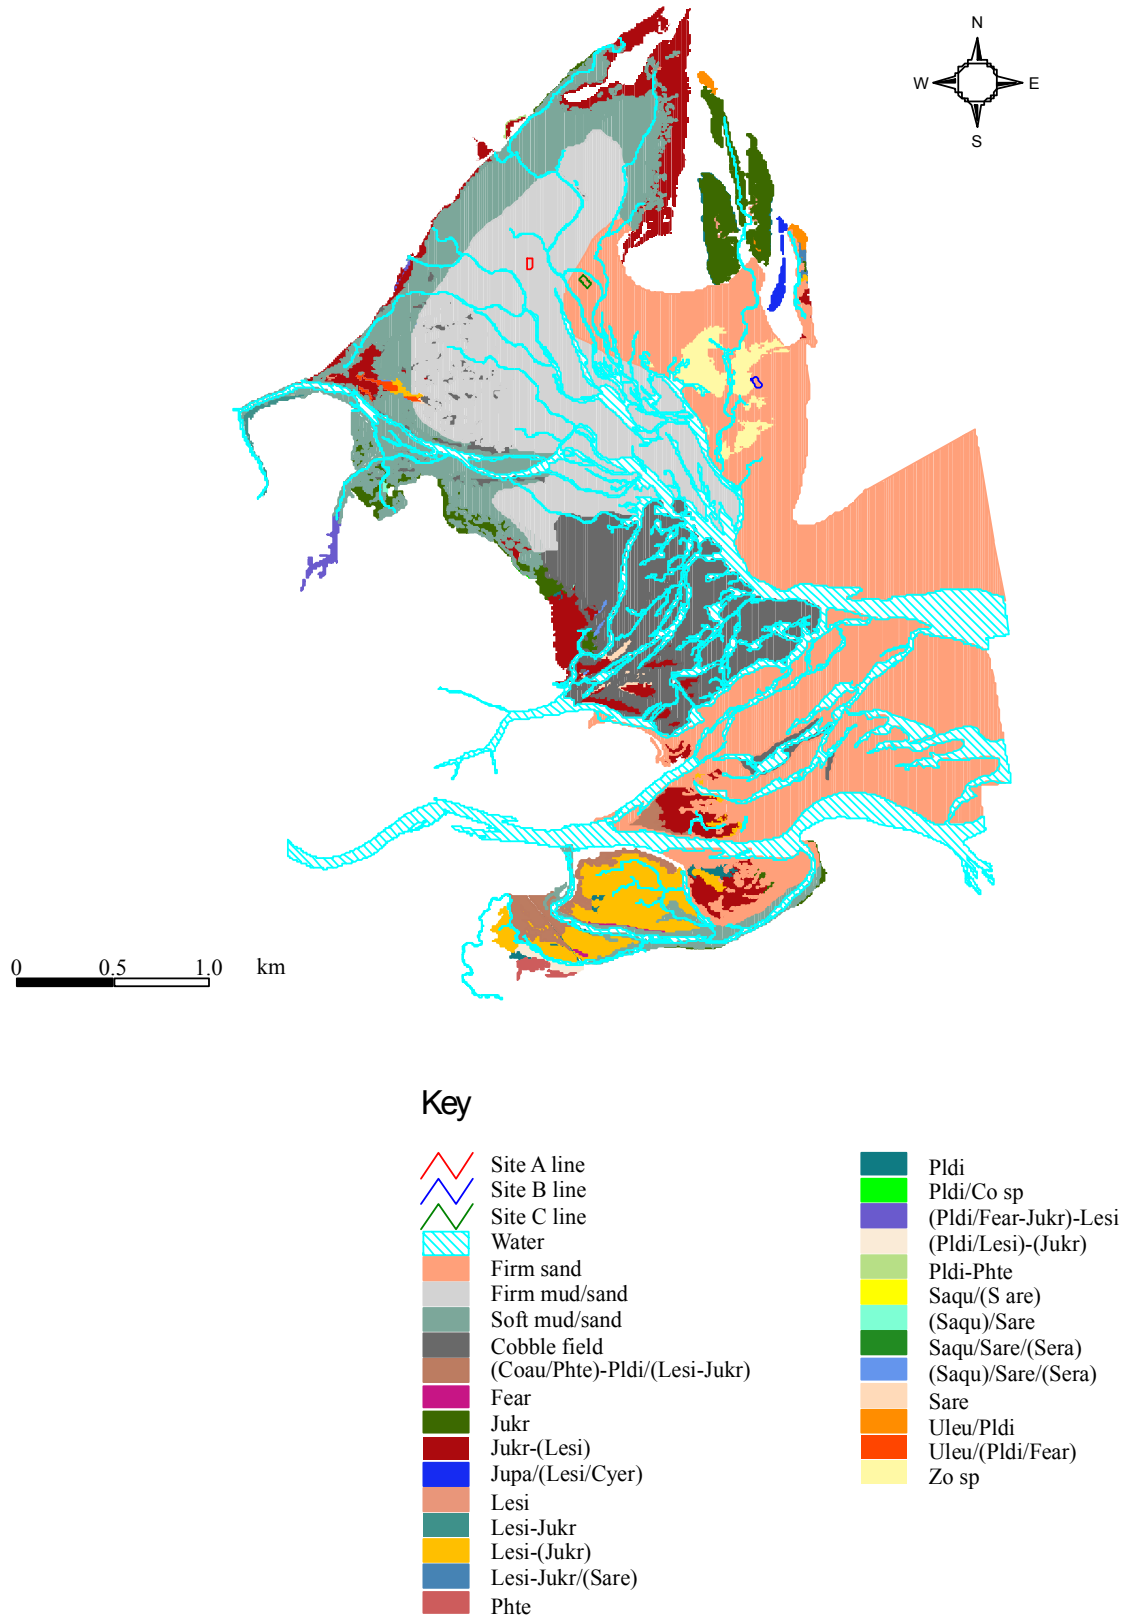 N
W E
S
0 0.5 1.0 km
Key
Site A line
Site B line
Site C line
Water
Firm sand
Firm mud/sand
Soft mud/sand
Cobble field
(Coau/Phte)-Pldi/(Lesi-Jukr)
Fear
Jukr
Jukr-(Lesi)
Jupa/(Lesi/Cyer)
Lesi
Lesi-Jukr
Lesi-(Jukr)
Lesi-Jukr/(Sare)
Phte
Pldi
Pldi/Co sp
(Pldi/Fear-Jukr)-Lesi
(Pldi/Lesi)-(Jukr)
Pldi-Phte
Saqu/(S are)
(Saqu)/Sare
Saqu/Sare/(Sera)
(Saqu)/Sare/(Sera)
Sare
Uleu/Pldi
Uleu/(Pldi/Fear)
Zo sp